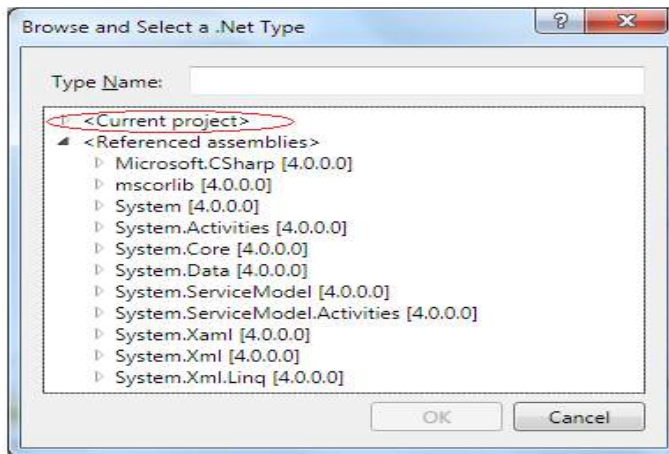 Browse and Select a .Net Type
Type Name:
<Current project>
<Referenced assemblies>
Microsoft.CSharp [4.0.0.0]
mscorlib [4.0.0.0]
System [4.0.0.0]
System.Activities [4.0.0.0]
System.Core [4.0.0.0]
System.Data [4.0.0.0]
System.ServiceModel [4.0.0.0]
System.ServiceModel.Activities [4.0.0.0]
System.Xaml [4.0.0.0]
System.Xml [4.0.0.0]
System.Xml.Linq [4.0.0.0]
OK Cancel